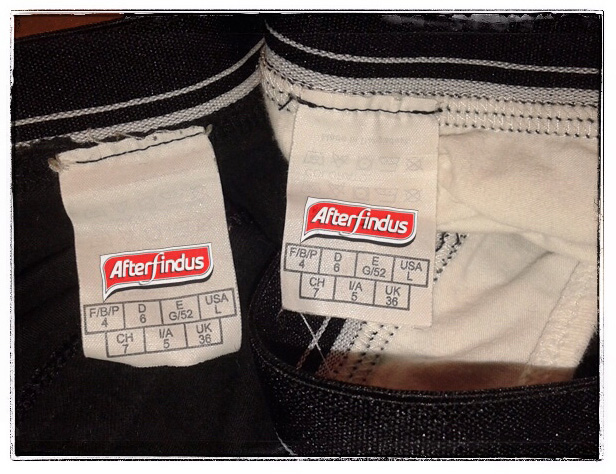 Afterfindus
F/B/P D E USA
4 6 G/52 L
CH I/A UK
7 5 36
Afterfindus
F/B/P D E USA
4 6 G/52 L
CH I/A UK
7 5 36